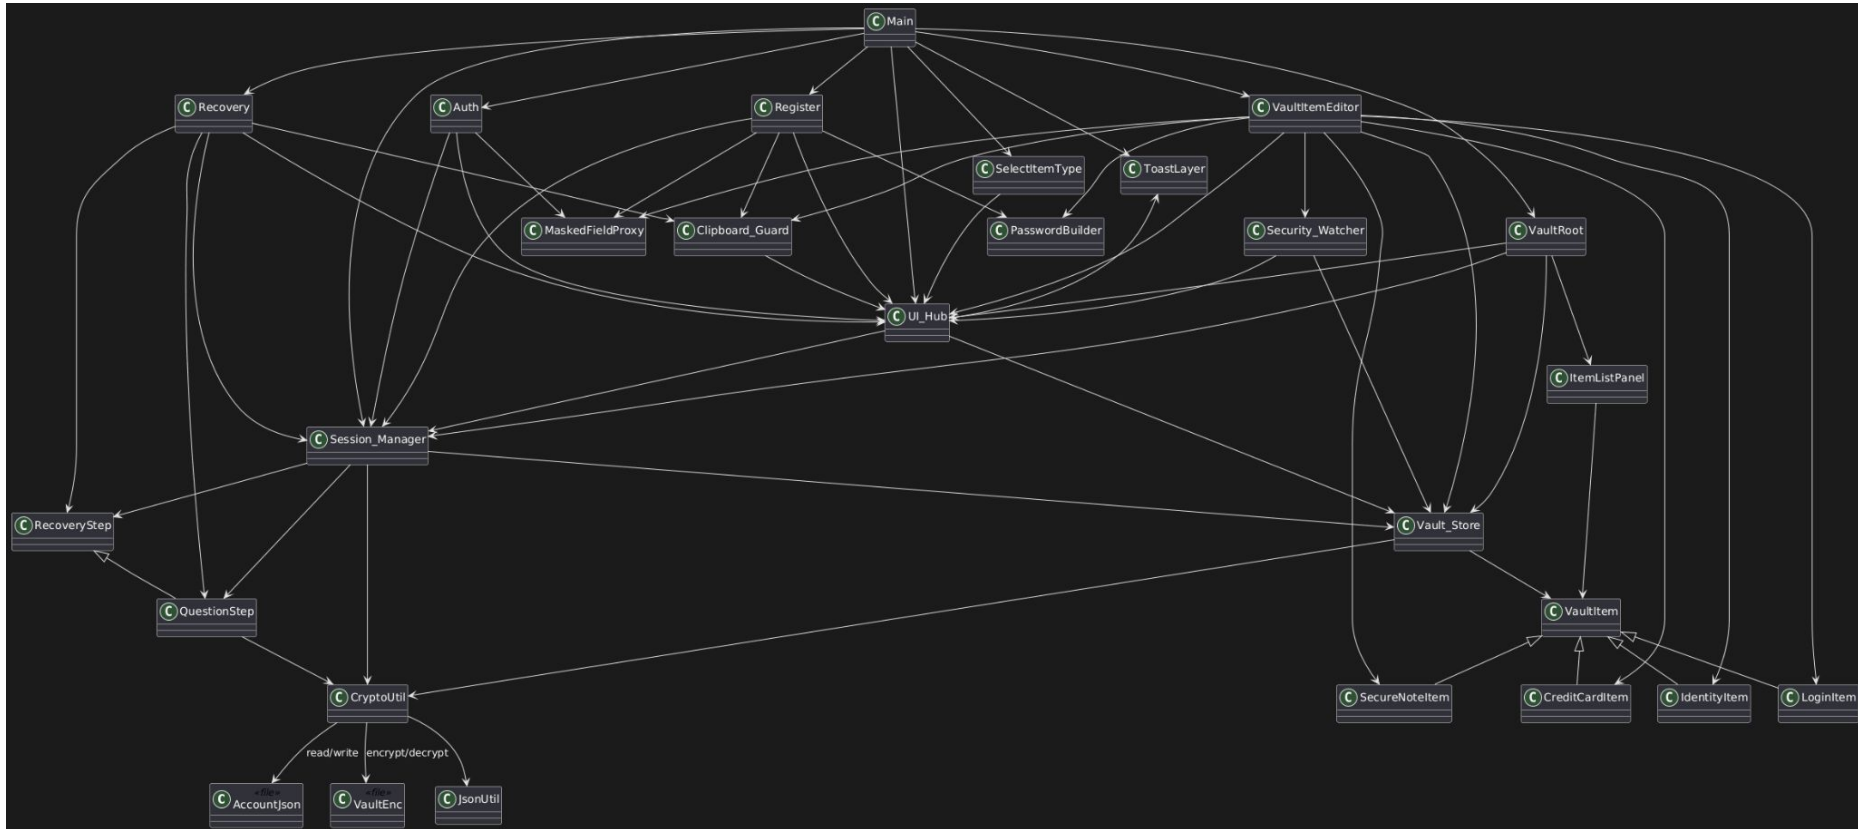 C Main
C Recovery
C Auth
C Register
C VaultItemEditor
C SelectItemType
C ToastLayer
C MaskedFieldProxy
C Clipboard_Guard
C PasswordBuilder
C Security_Watcher
C VaultRoot
C UI_Hub
C ItemListPanel
C Session_Manager
C RecoveryStep
C Vault_Store
C QuestionStep
C VaultItem
C CryptoUtil
C SecureNoteItem
C CreditCardItem
C IdentityItem
C LoginItem
read/write
encrypt/decrypt
«file»
C AccountJson
«file»
C VaultEnc
C JsonUtil